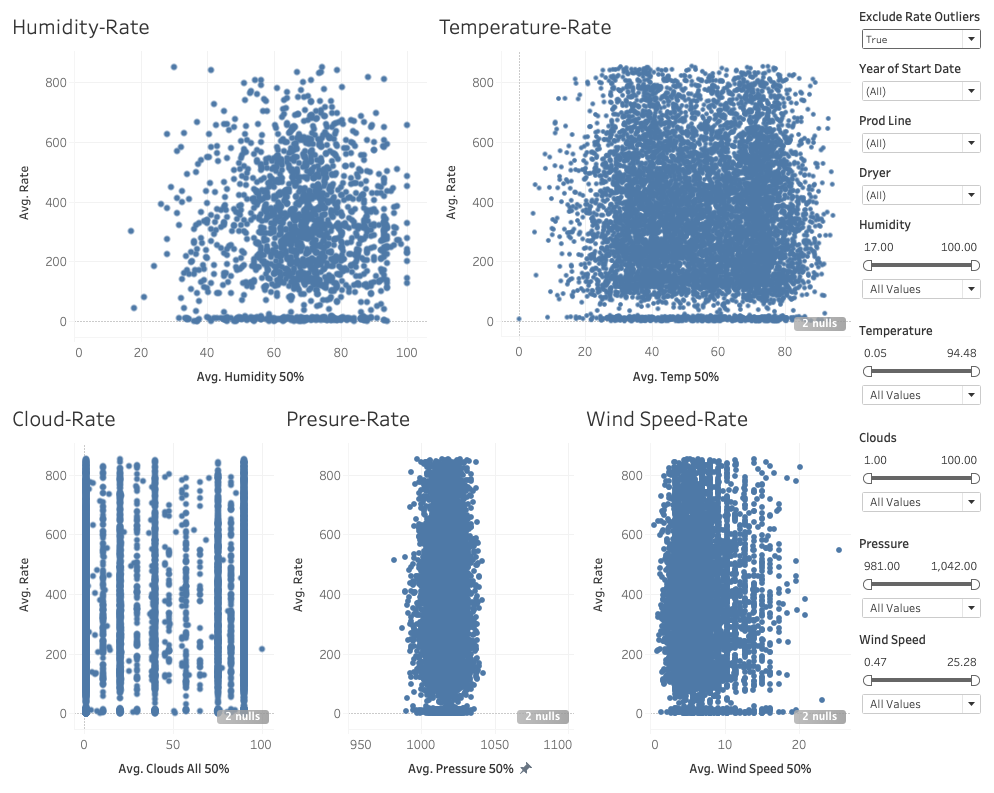 Humidity-Rate
Avg. Rate
800
600
400
200
0
0 20 40 60 80 100
Avg. Humidity 50%
Temperature-Rate
Avg. Rate
800
600
400
200
0
2 nulls
0 20 40 60 80
Avg. Temp 50%
Exclude Rate Outliers
True
Year of Start Date
(All)
Prod Line
(All)
Dryer
(All)
Humidity
17.00 100.00
All Values
Temperature
0.05 94.48
All Values
Clouds
1.00 100.00
All Values
Pressure
981.00 1,042.00
All Values
Wind Speed
0.47 25.28
All Values
Cloud-Rate
Avg. Rate
800
600
400
200
0
2 nulls
0 50 100
Avg. Clouds All 50%
Presure-Rate
Avg. Rate
800
600
400
200
0
2 nulls
950 1000 1050 1100
Avg. Pressure 50%
Wind Speed-Rate
Avg. Rate
800
600
400
200
0
2 nulls
0 10 20
Avg. Wind Speed 50%